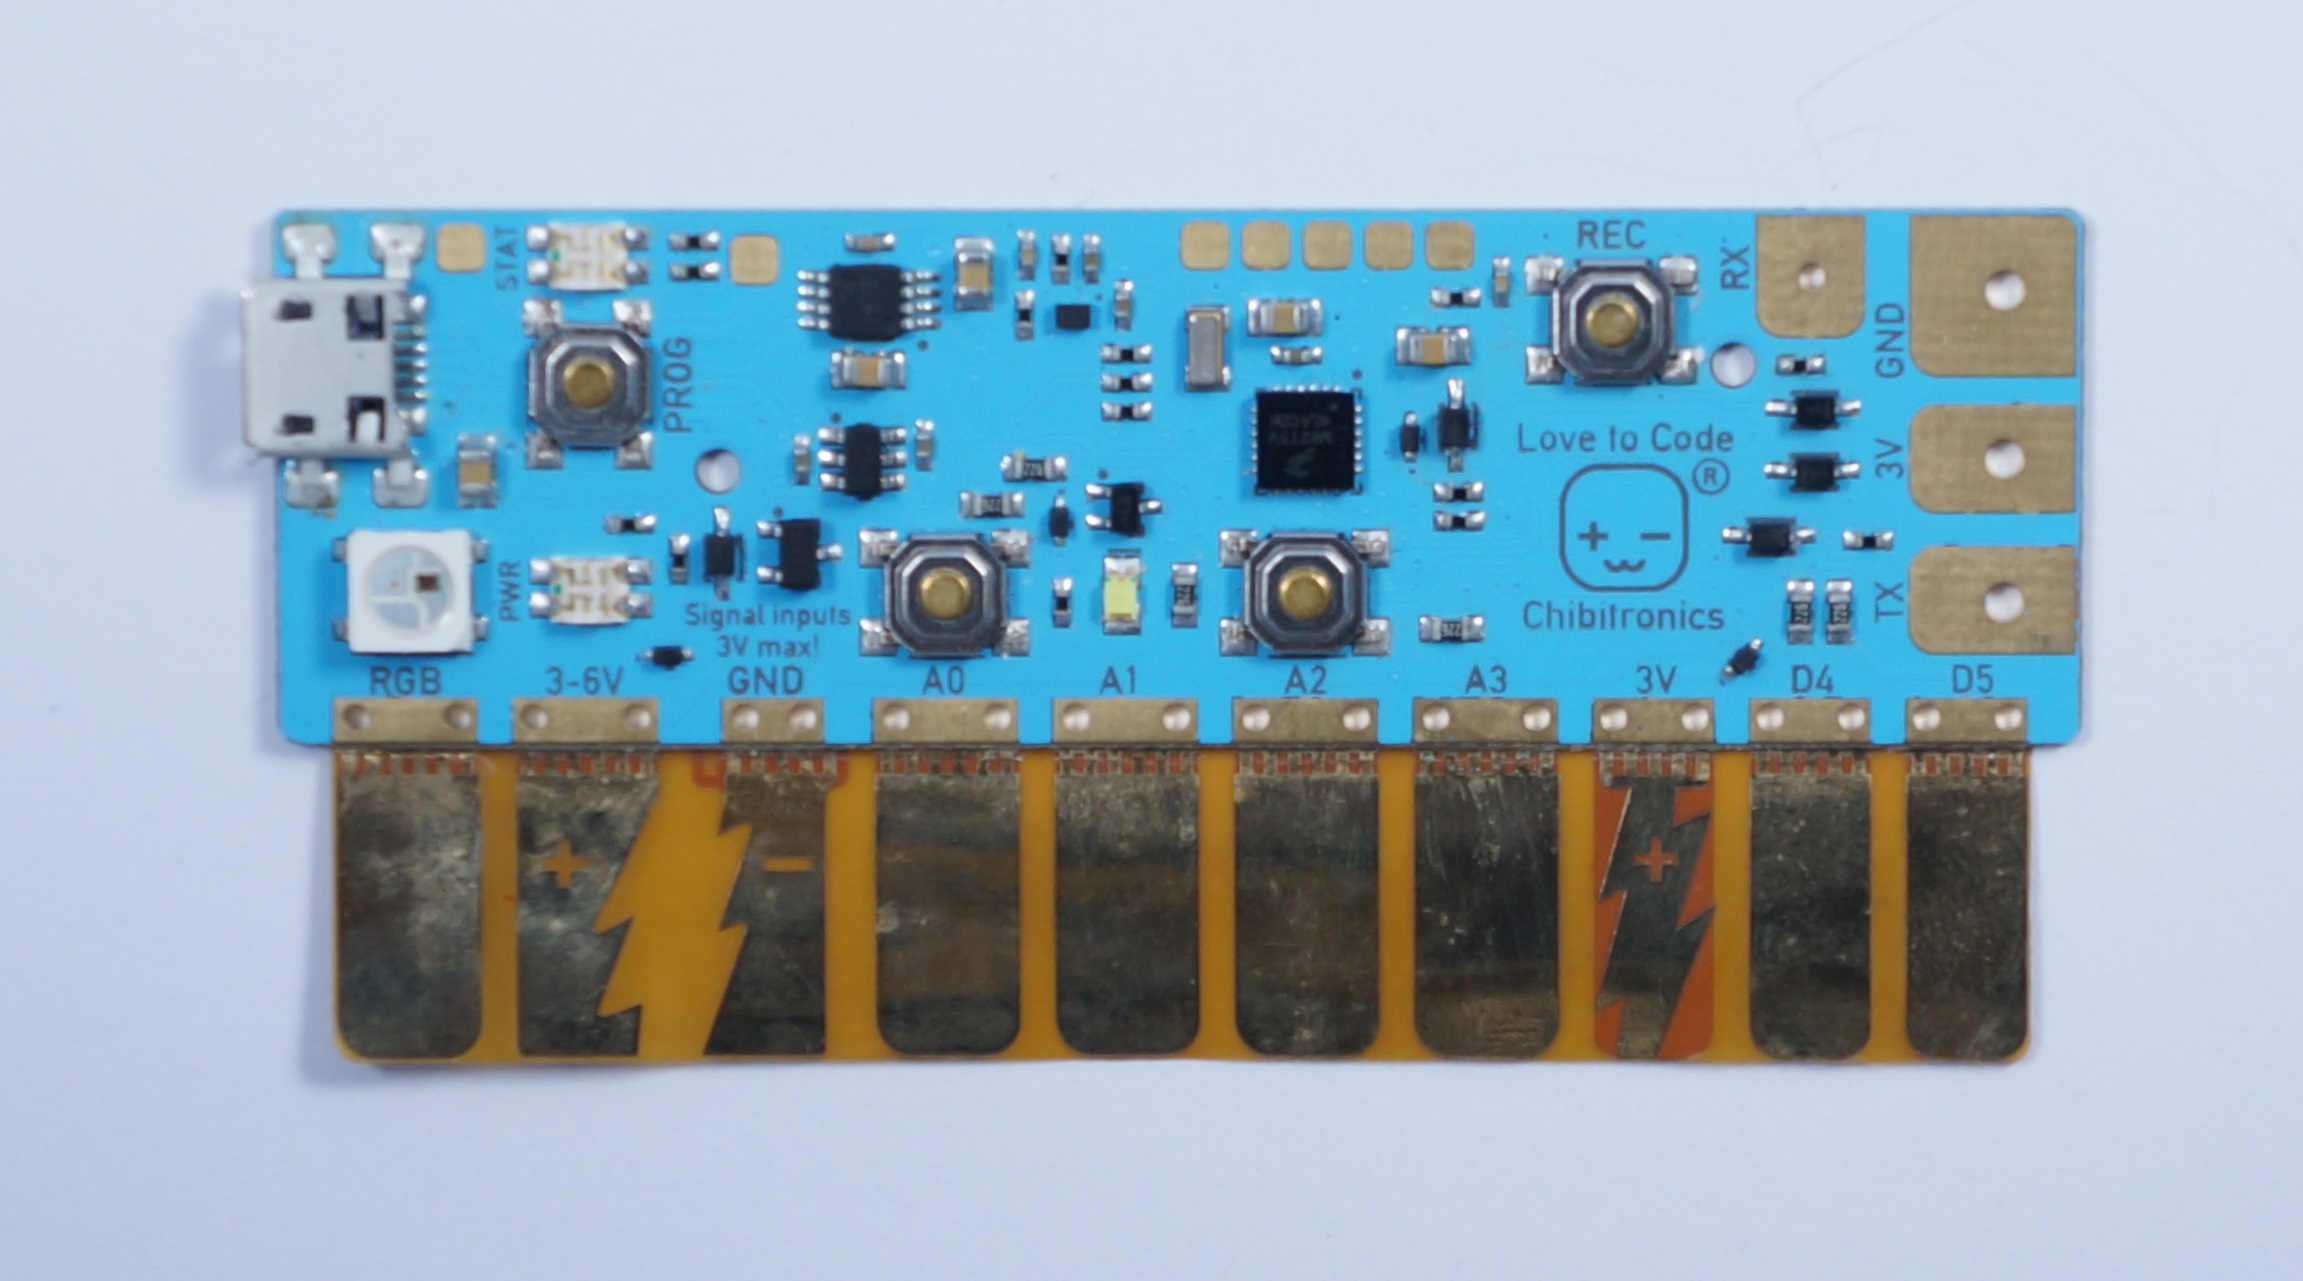 STAT
REC
RX
GND
PROG
Love to Code
®
3V
+ -
Chibitronics
TX
PWR
Signal inputs
3V max!
RGB
3-6V
GND
A0
A1
A2
A3
3V
D4
D5
+
-
+